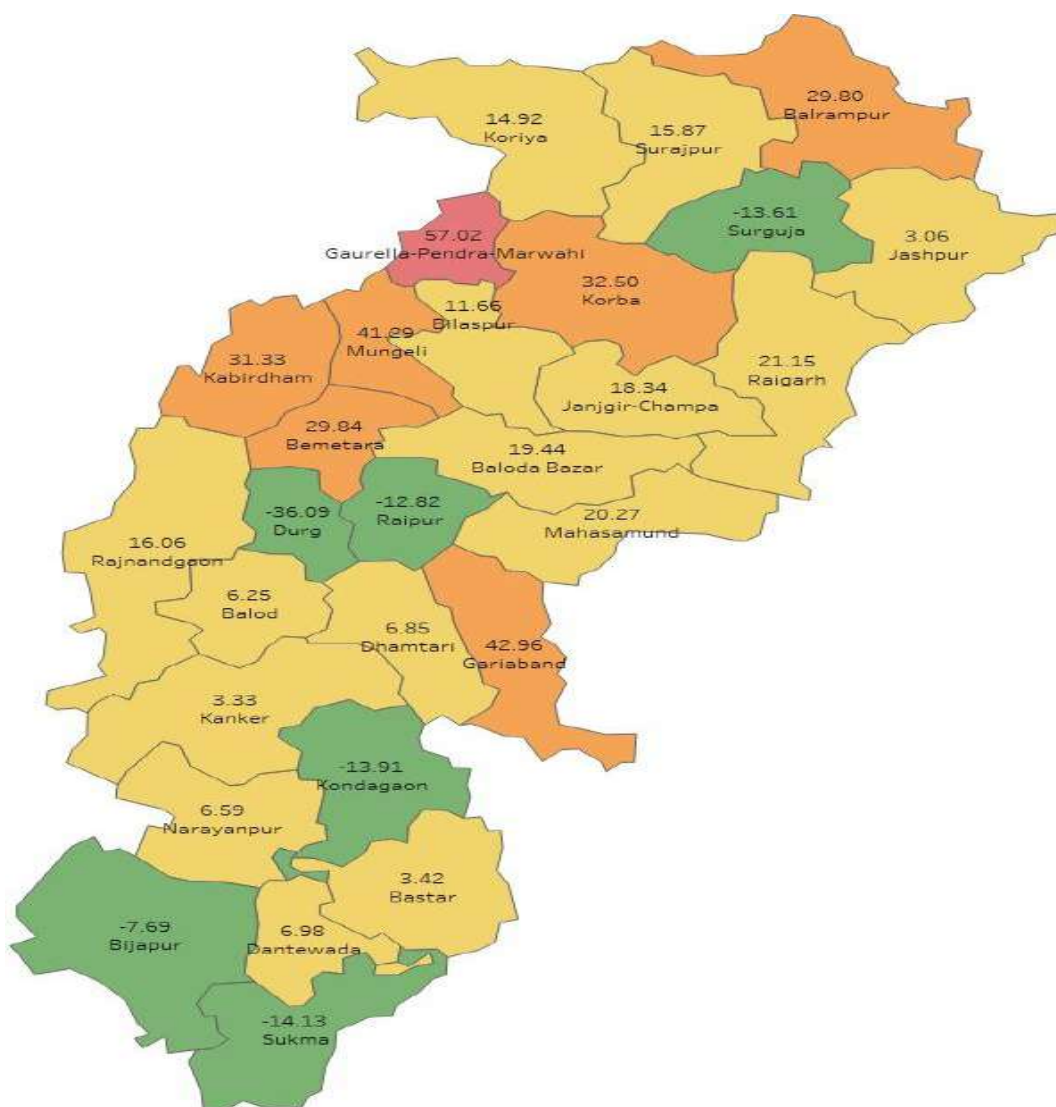 29.80
Balrampur
14.92
Koriya
15.87
Surajpur
-13.61
Surguja
3.06
Jashpur
57.02
Gaurella-Pendra-Marwahi
32.50
Korba
11.66
Bilaspur
41.29
Mungeli
31.33
Kabirdham
21.15
Raigarh
18.34
Janjgir-Champa
29.84
Bemetara
19.44
Baloda Bazar
-36.09
Durg
-12.82
Raipur
20.27
Mahasamund
16.06
Rajnandgaon
6.25
Balod
6.85
Dhamtari
42.96
Gariaband
3.33
Kanker
-13.91
Kondagaon
6.59
Narayanpur
3.42
Bastar
-7.69
Bijapur
6.98
Dantewada
-14.13
Sukma